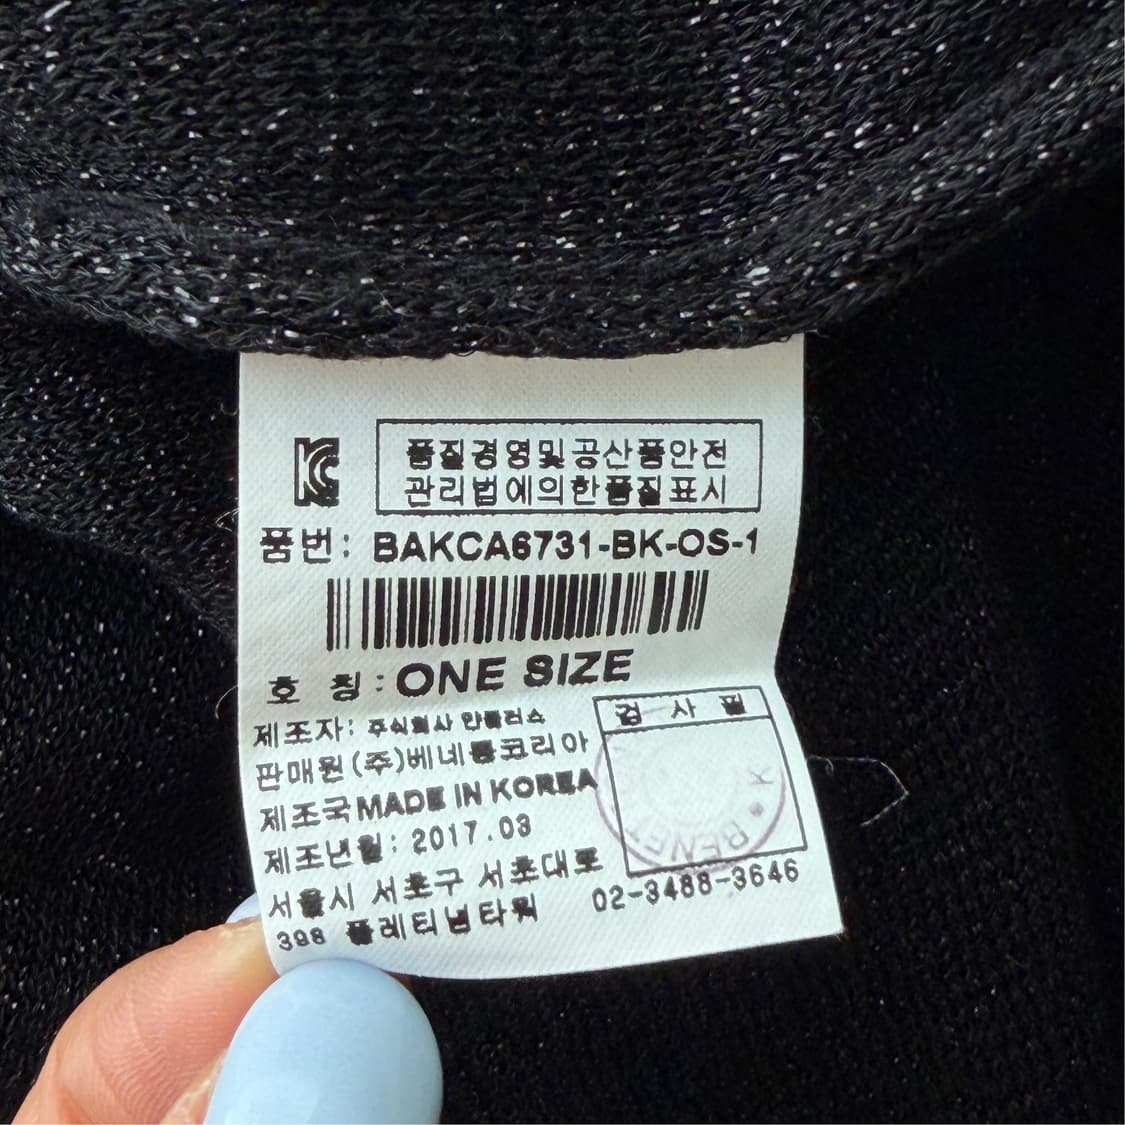 품질경영및공산품안전
관리법에의한품질표시
품번: BAKCA6731-BK-OS-1
호 칭: ONE SIZE
제조자: 주식회사 만플러스
검 사 필
판매원(주)베네통코리아
제조국MADE IN KOREA
제조년월: 2017.03
서울시 서초구 서초대로
398 플레티넘타워
02-3488-3646